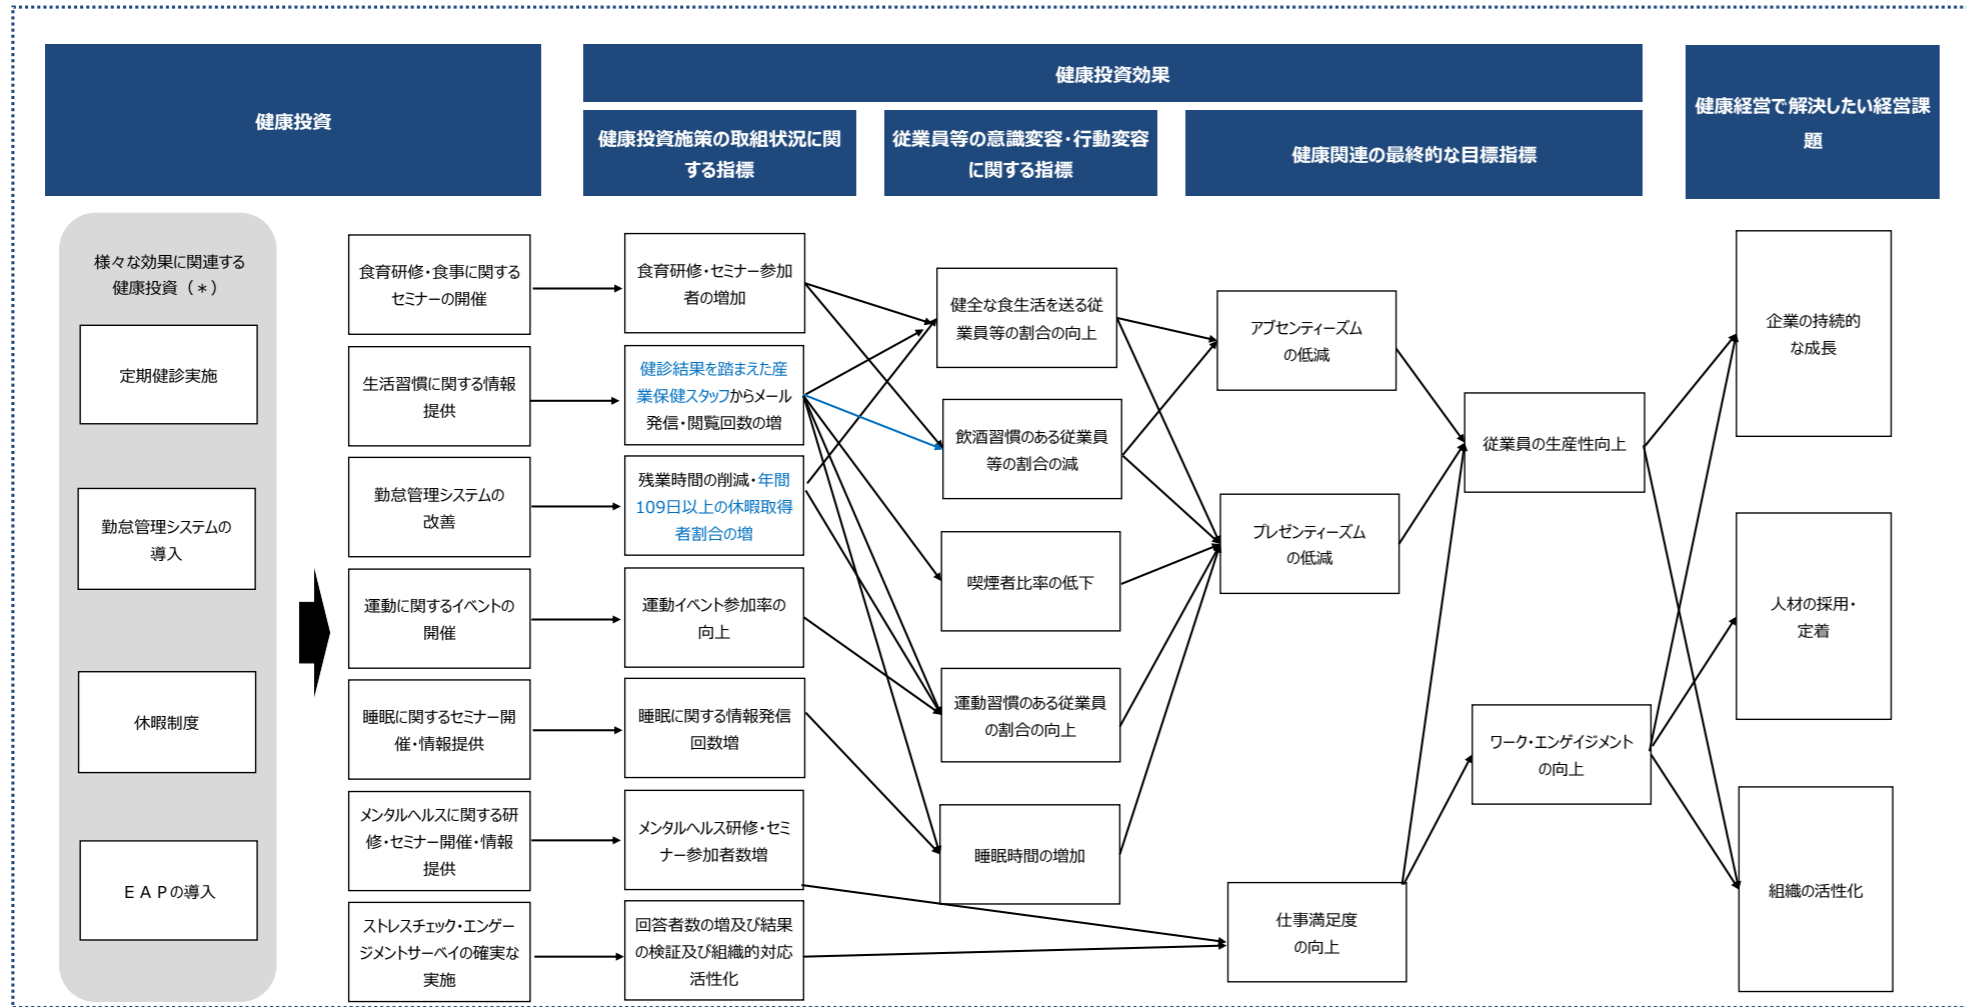 健康投資
健康投資効果
健康経営で解決したい経営課
題
健康投資施策の取組状況に関
する指標
従業員等の意識変容・行動変容
に関する指標
健康関連の最終的な目標指標
様々な効果に関連する
健康投資（＊）
定期健診実施
勤怠管理システムの
導入
休暇制度
ＥＡＰの導入
食育研修・食事に関する
セミナーの開催
生活習慣に関する情報
提供
勤怠管理システムの
改善
運動に関するイベントの
開催
睡眠に関するセミナー開
催・情報提供
メンタルヘルスに関する研
修・セミナー開催・情報
提供
ストレスチェック・エンゲー
ジメントサーベイの確実な
実施
食育研修・セミナー参加
者の増加
健診結果を踏まえた産
業保健スタッフからメール
発信・閲覧回数の増
残業時間の削減・年間
109日以上の休暇取得
者割合の増
運動イベント参加率の
向上
睡眠に関する情報発信
回数増
メンタルヘルス研修・セミ
ナー参加者数増
回答者数の増及び結果
の検証及び組織的対応
活性化
健全な食生活を送る従
業員等の割合の向上
飲酒習慣のある従業員
等の割合の減
喫煙者比率の低下
運動習慣のある従業員
の割合の向上
睡眠時間の増加
アブセンティーズム
の低減
プレゼンティーズム
の低減
仕事満足度
の向上
従業員の生産性向上
ワーク・エンゲイジメント
の向上
企業の持続的
な成長
人材の採用・
定着
組織の活性化